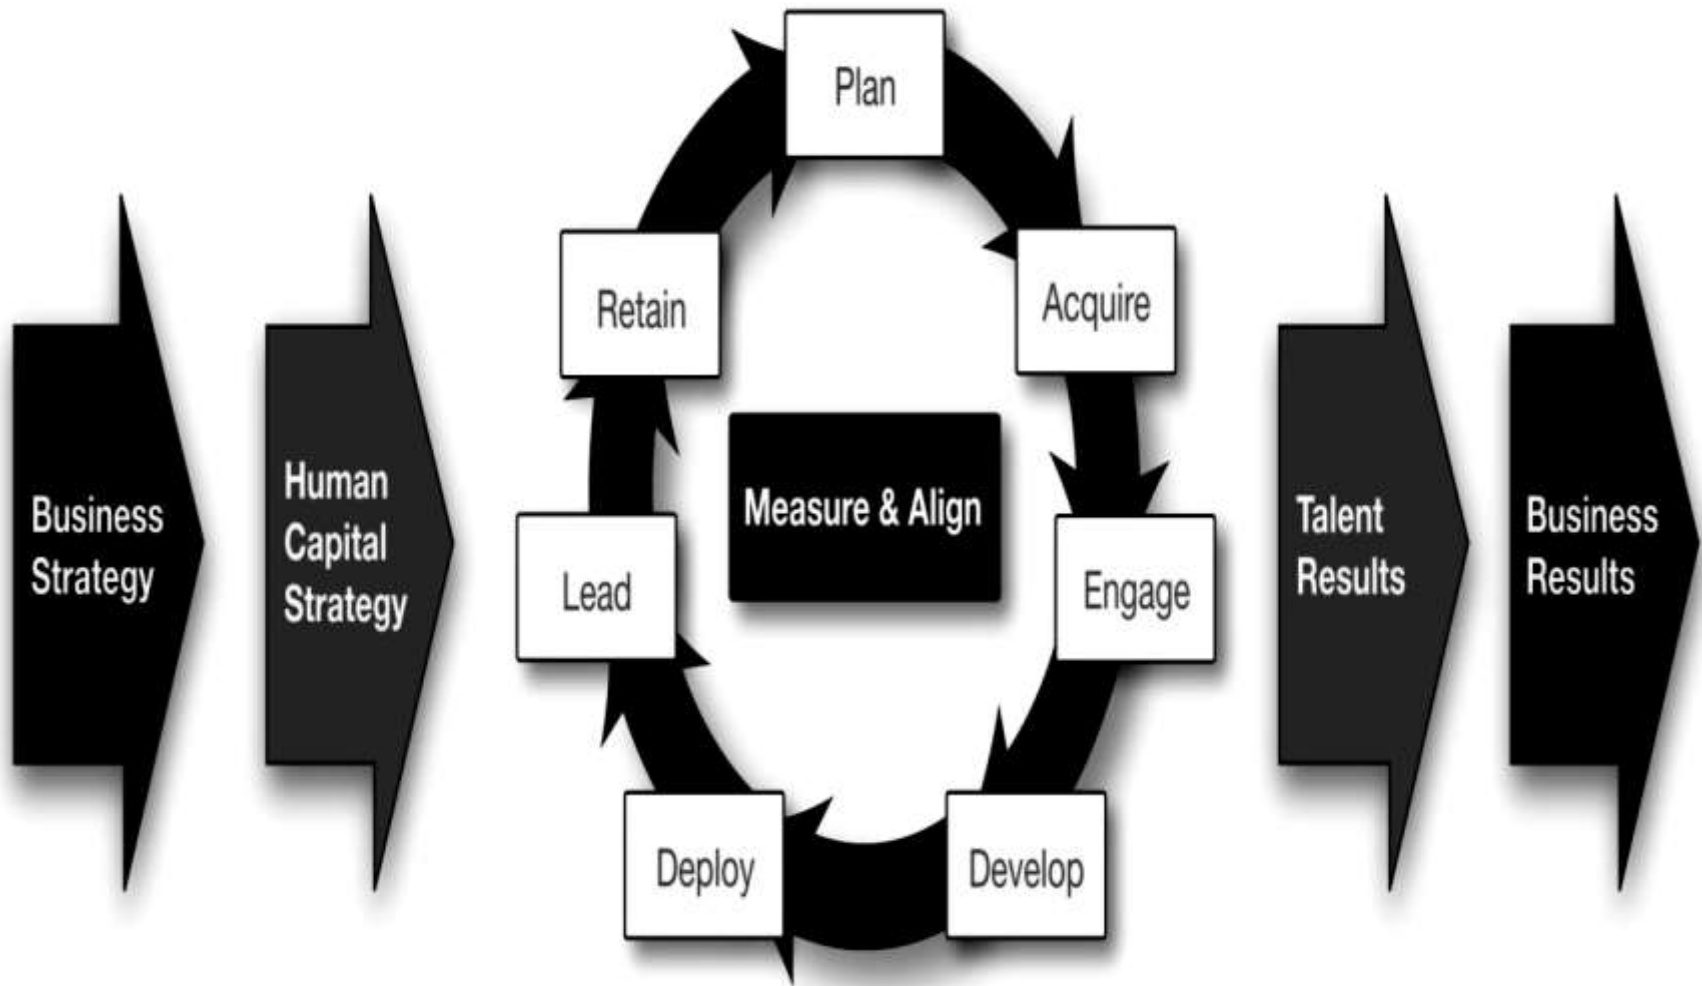 Business
Strategy
Human
Capital
Strategy
Plan
Acquire
Engage
Develop
Deploy
Lead
Retain
Measure & Align
Talent
Results
Business
Results